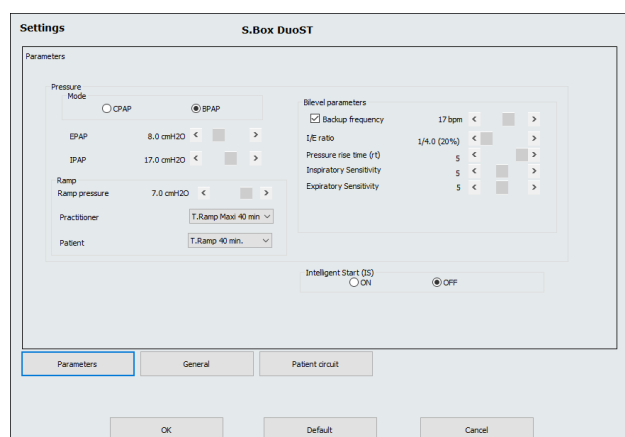 Settings
S.Box DuoST
Parameters
Pressure
Mode
CPAP
BPAP
EPAP
8.0 cmH2O
IPAP
17.0 cmH2O
Ramp
Ramp pressure
7.0 cmH2O
Practitioner
T.Ramp Maxi 40 min
Patient
T.Ramp 40 min.
Bilevel parameters
Backup frequency
17 bpm
I/E ratio
1/4.0 (20%)
Pressure rise time (rt)
5
Inspiratory Sensitivity
5
Expiratory Sensitivity
5
Intelligent Start (IS)
ON
OFF
Parameters
General
Patient circuit
OK
Default
Cancel